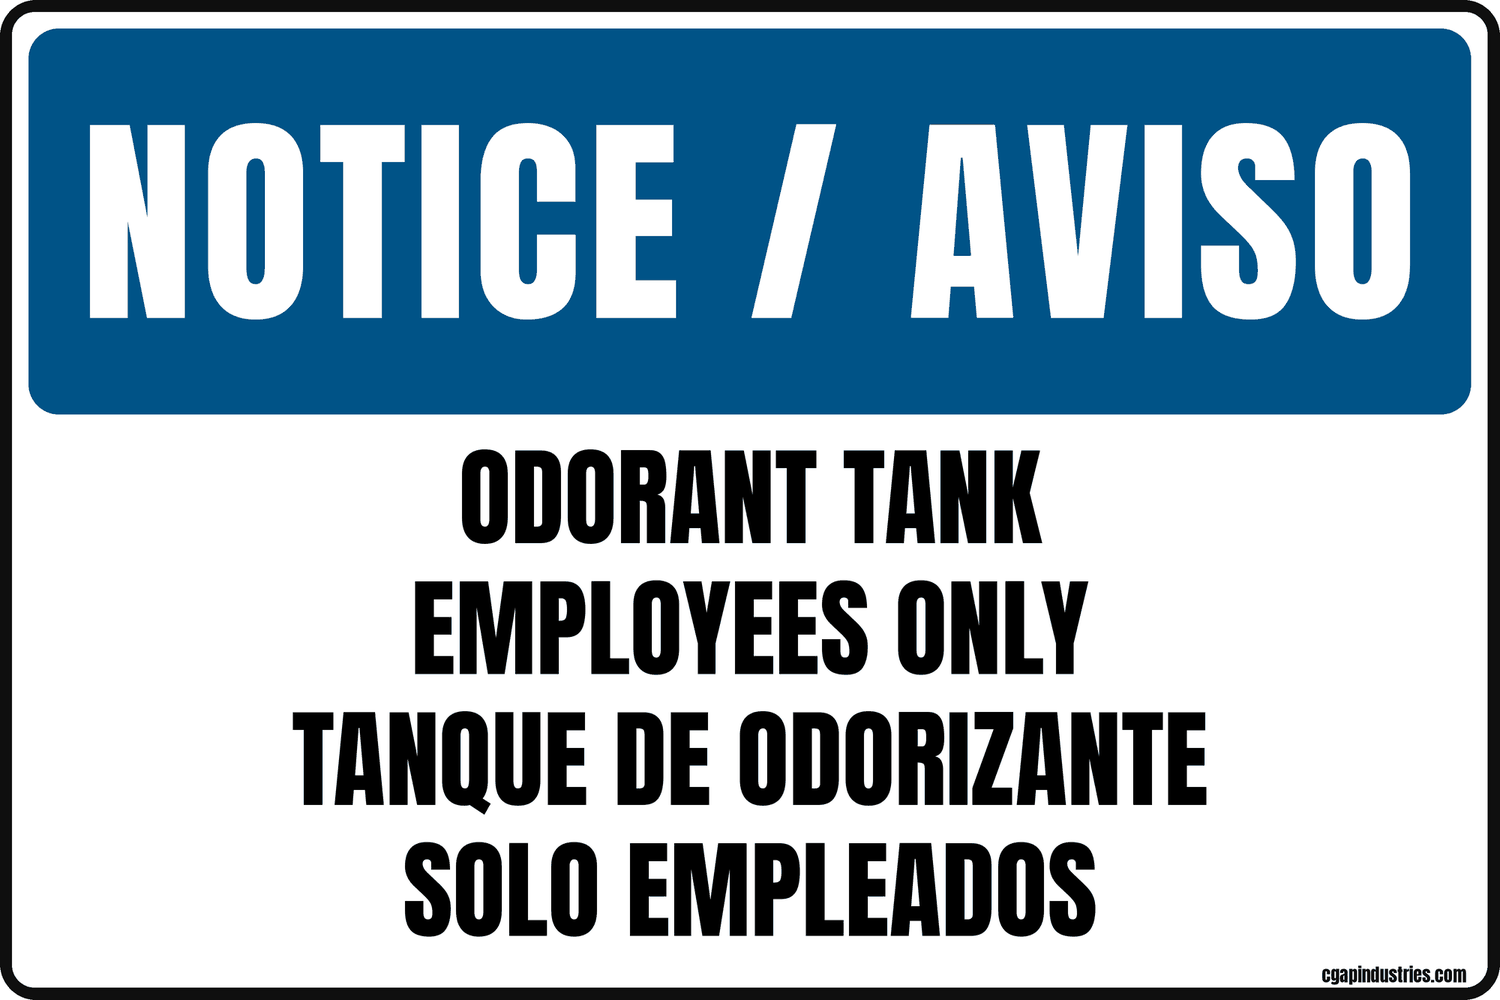 NOTICE / AVISO
ODORANT TANK
EMPLOYEES ONLY
TANQUE DE ODORIZANTE
SOLO EMPLEADOS
cgapindustries.com